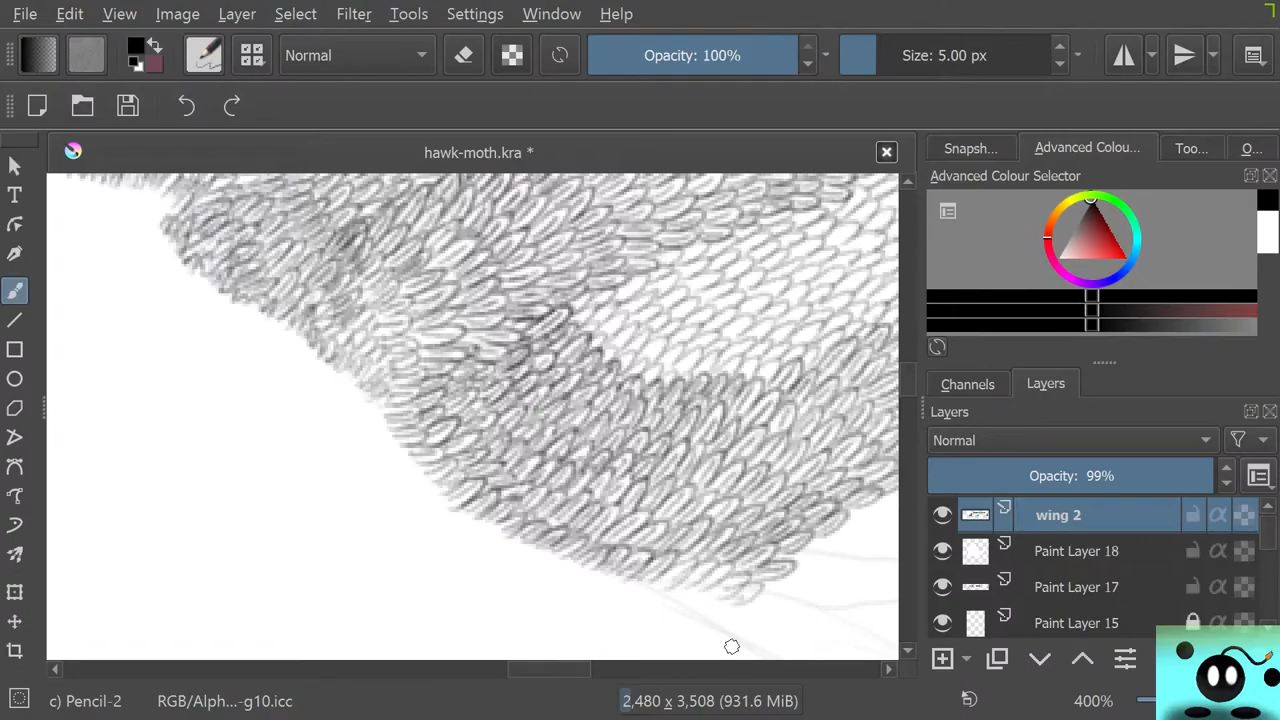 File Edit View Image Layer Select Filter Tools Settings Window Help
Normal Opacity: 100% Size: 5.00 px
hawk-moth.kra *
Snapsh... Advanced Colou... Too... O...
Advanced Colour Selector
Channels Layers
Layers
Normal
Opacity: 99%
wing 2
Paint Layer 18
Paint Layer 17
Paint Layer 15
c) Pencil-2 RGB/Alph...-g10.icc 2,480 x 3,508 (931.6 MiB) 400%